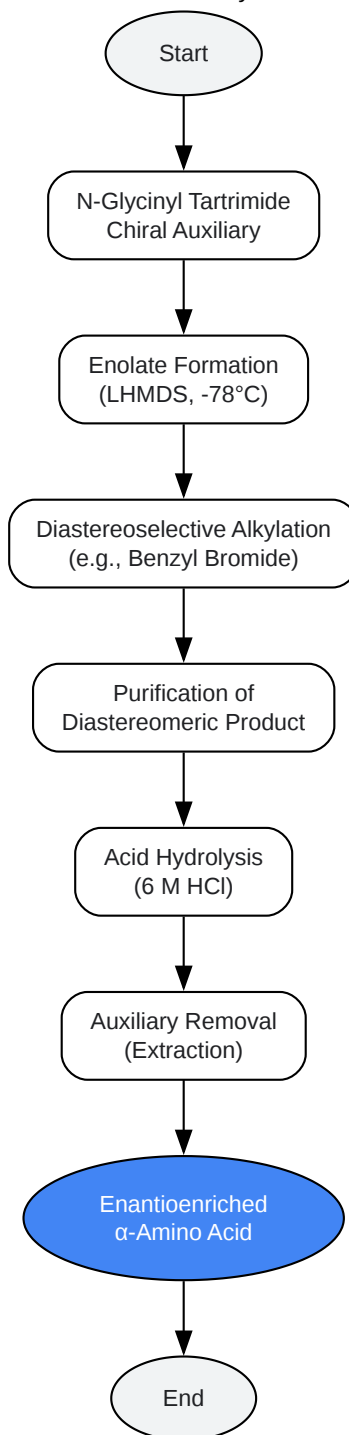 Start
N-Glycinyl Tartrimide
Chiral Auxiliary
Enolate Formation
(LHMDS, -78°C)
Diastereoselective Alkylation
(e.g., Benzyl Bromide)
Purification of
Diastereomeric Product
Acid Hydrolysis
(6 M HCl)
Auxiliary Removal
(Extraction)
Enantioenriched
α-Amino Acid
End